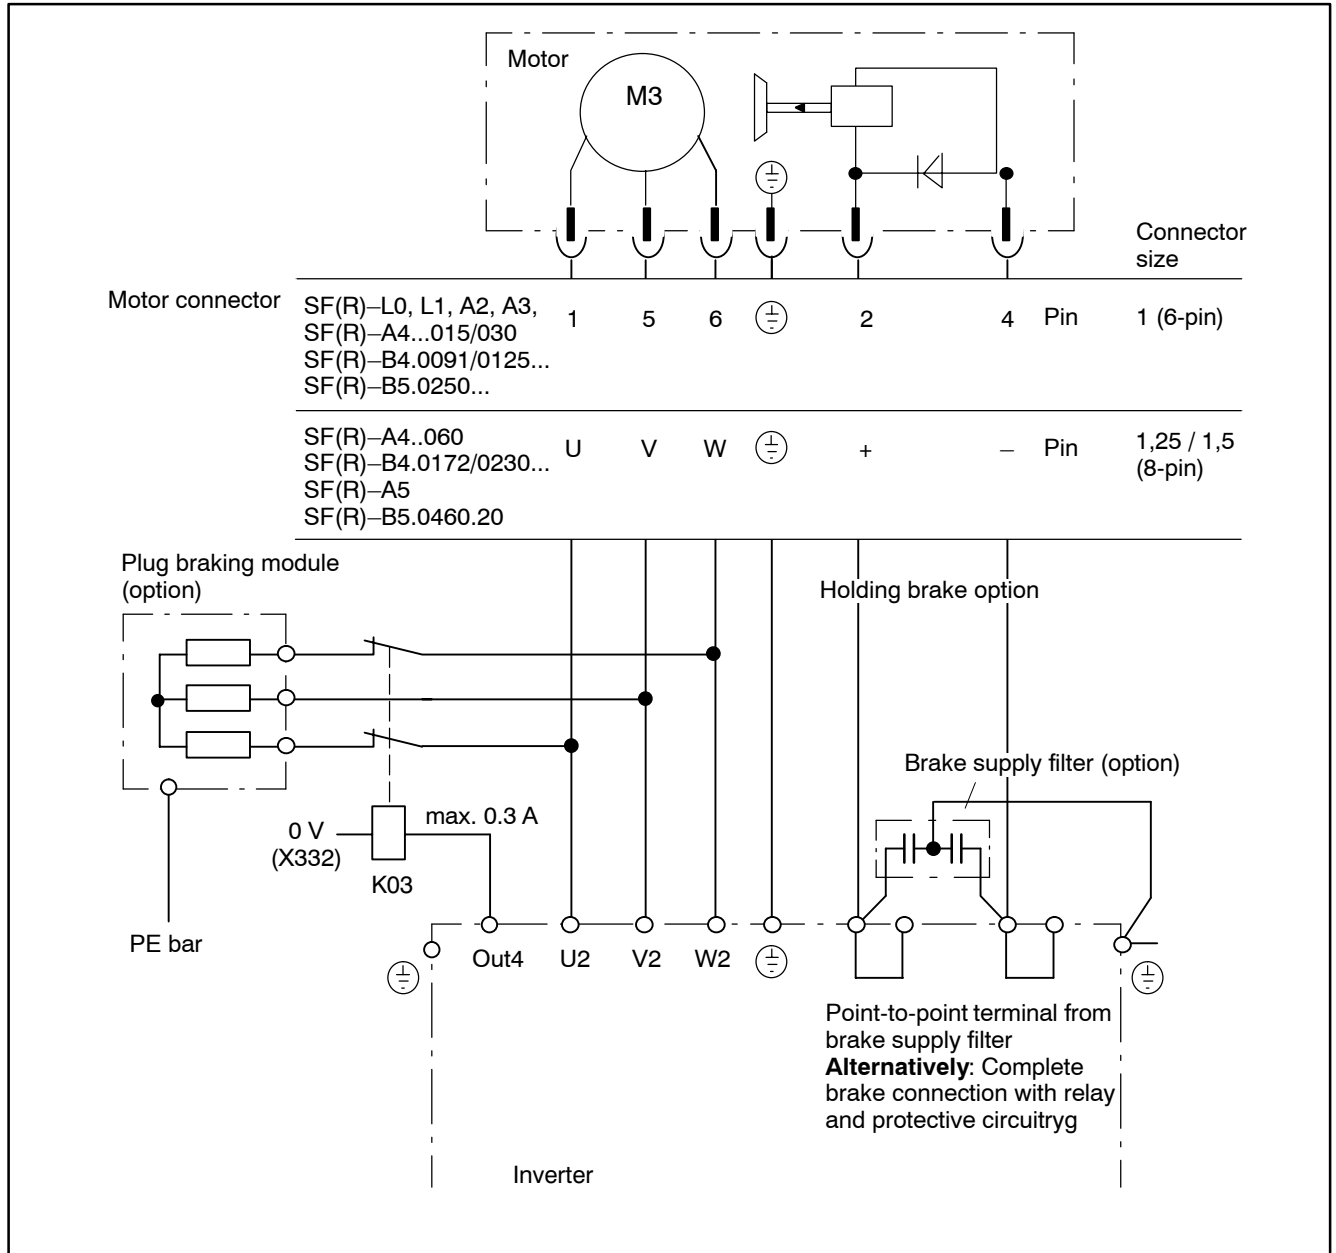 Motor
M3
Connector
size
Motor connector
SF(R)–L0, L1, A2, A3,
SF(R)–A4...015/030
SF(R)–B4.0091/0125...
SF(R)–B5.0250...
1 5 6 2 4 Pin 1 (6-pin)
SF(R)–A4..060
SF(R)–B4.0172/0230...
SF(R)–A5
SF(R)–B5.0460.20
U V W + – Pin 1,25 / 1,5
(8-pin)
Plug braking module
(option)
Holding brake option
Brake supply filter (option)
0 V
(X332)
max. 0.3 A
K03
PE bar
Out4 U2 V2 W2
Point-to-point terminal from
brake supply filter
Alternatively: Complete
brake connection with relay
and protective circuitryg
Inverter